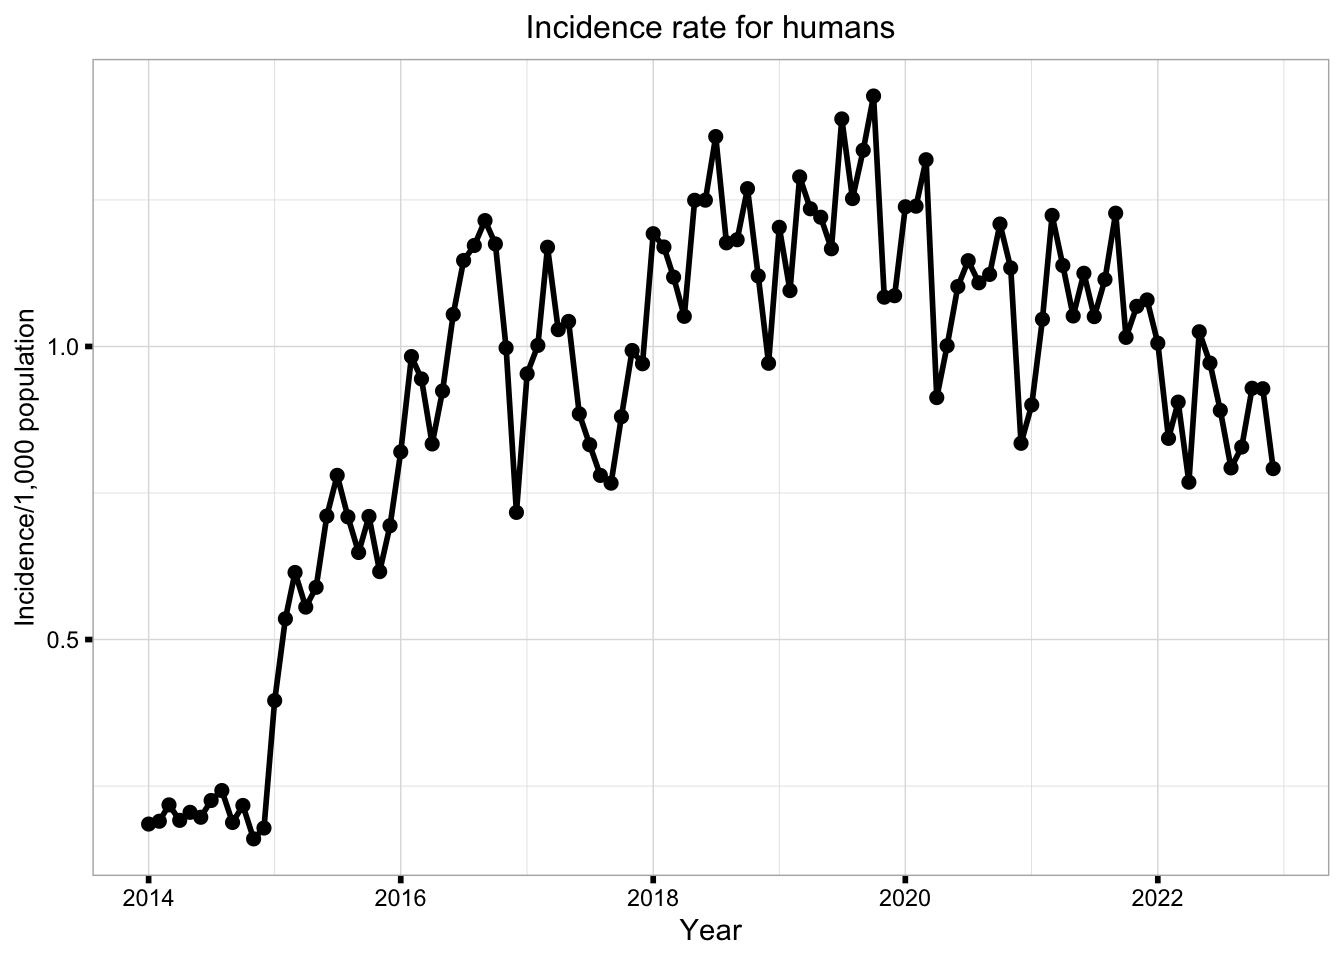 Incidence rate for humans
Incidence/1,000 population
1.0
0.5
2014 2016 2018 2020 2022
Year